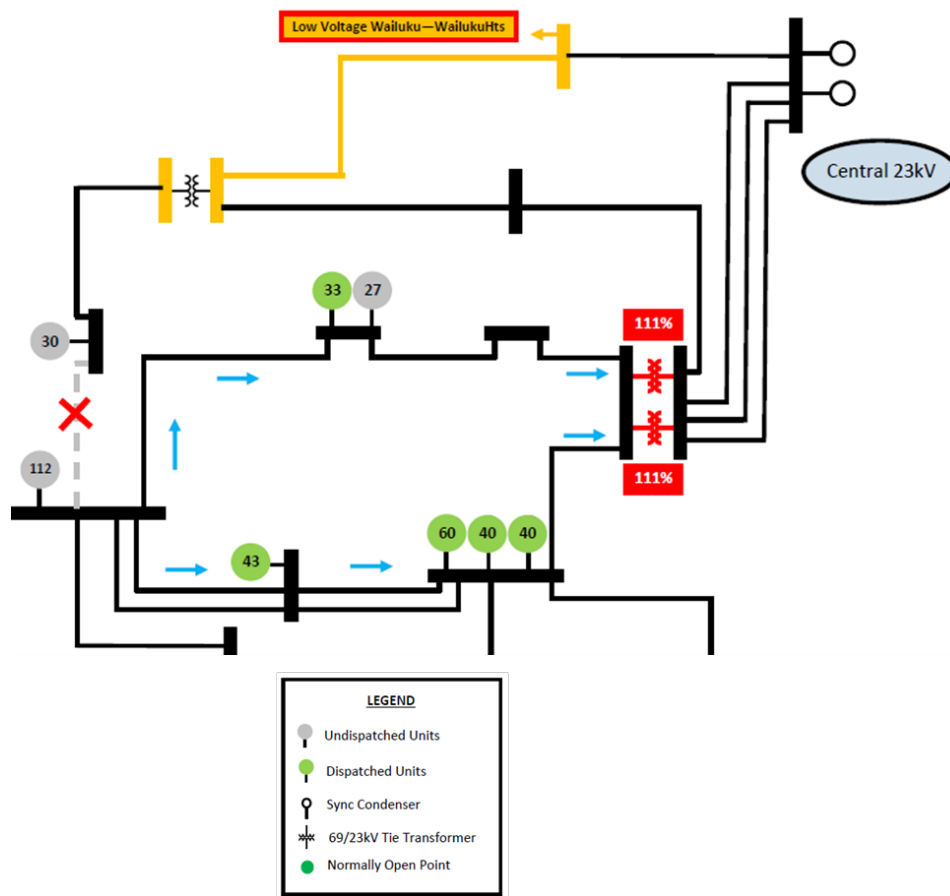 Low Voltage Wailuku—WailukuHts
Central 23kV
33
27
30
111%
112
111%
60
40
40
43
LEGEND
Undispatched Units
Dispatched Units
Sync Condenser
69/23kV Tie Transformer
Normally Open Point